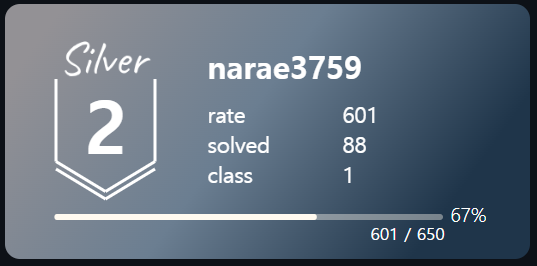 Silver
2
narae3759
rate 601
solved 88
class 1
67%
601 / 650